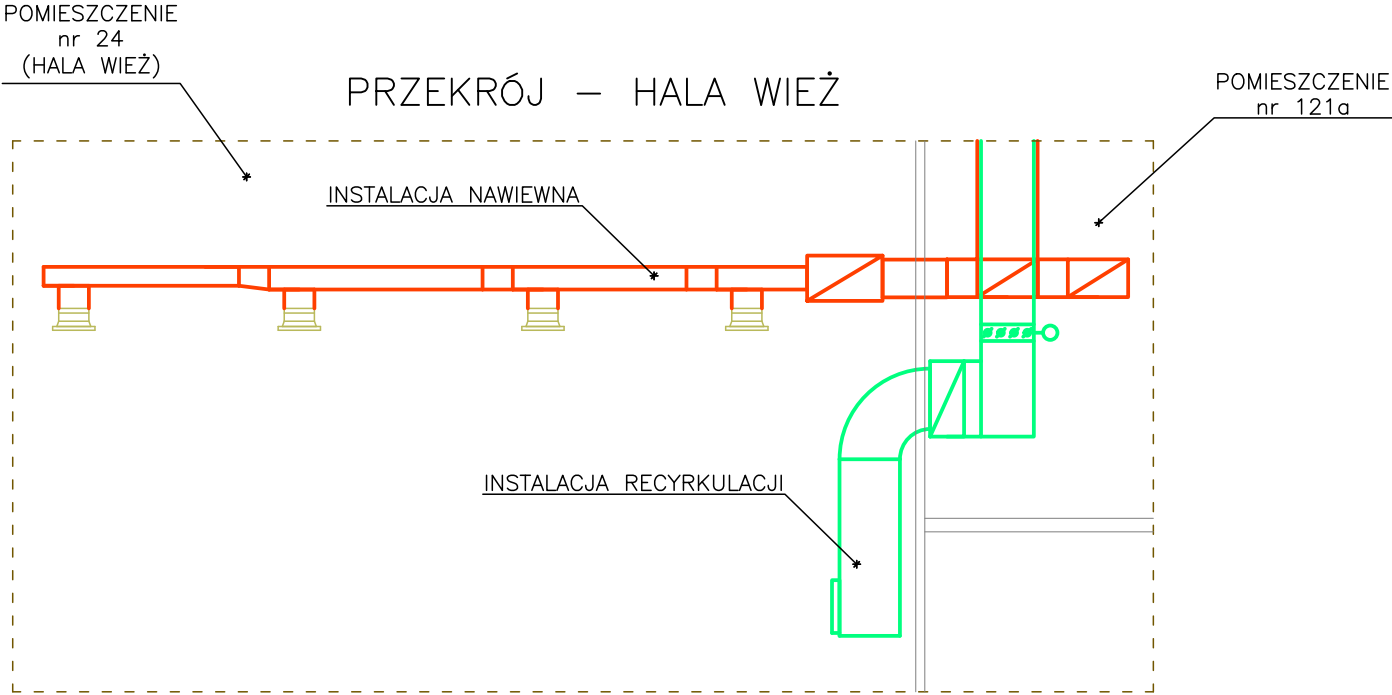 POMIESZCZENIE
nr 24
(HALA WIEŻ)
PRZEKRÓJ – HALA WIEŻ
POMIESZCZENIE
nr 121a
INSTALACJA NAWIEWNA
INSTALACJA RECYRKULACJI